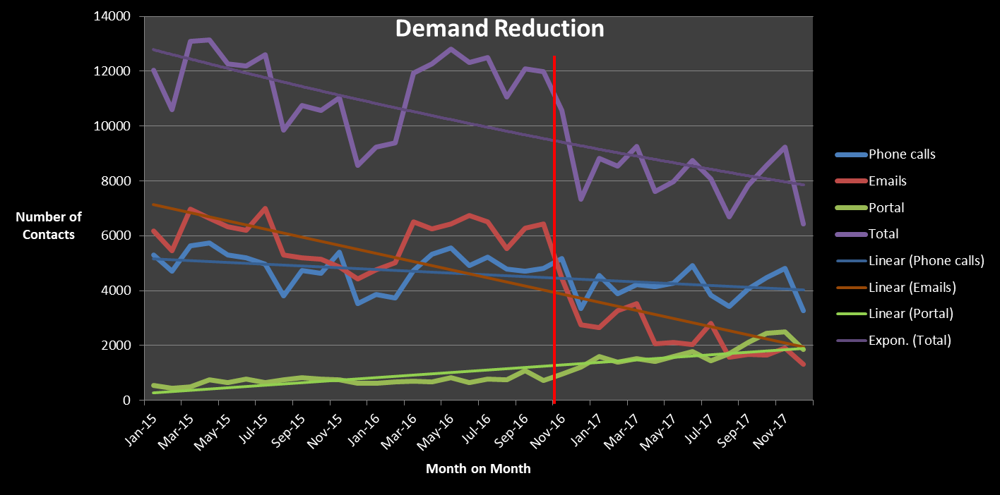 Demand Reduction
14000
12000
10000
8000
6000
4000
2000
0
Number of
Contacts
Jan-15
Mar-15
May-15
Jul-15
Sep-15
Nov-15
Jan-16
Mar-16
May-16
Jul-16
Sep-16
Nov-16
Jan-17
Mar-17
May-17
Jul-17
Sep-17
Nov-17
Month on Month
Phone calls
Emails
Portal
Total
Linear (Phone calls)
Linear (Emails)
Linear (Portal)
Expon. (Total)